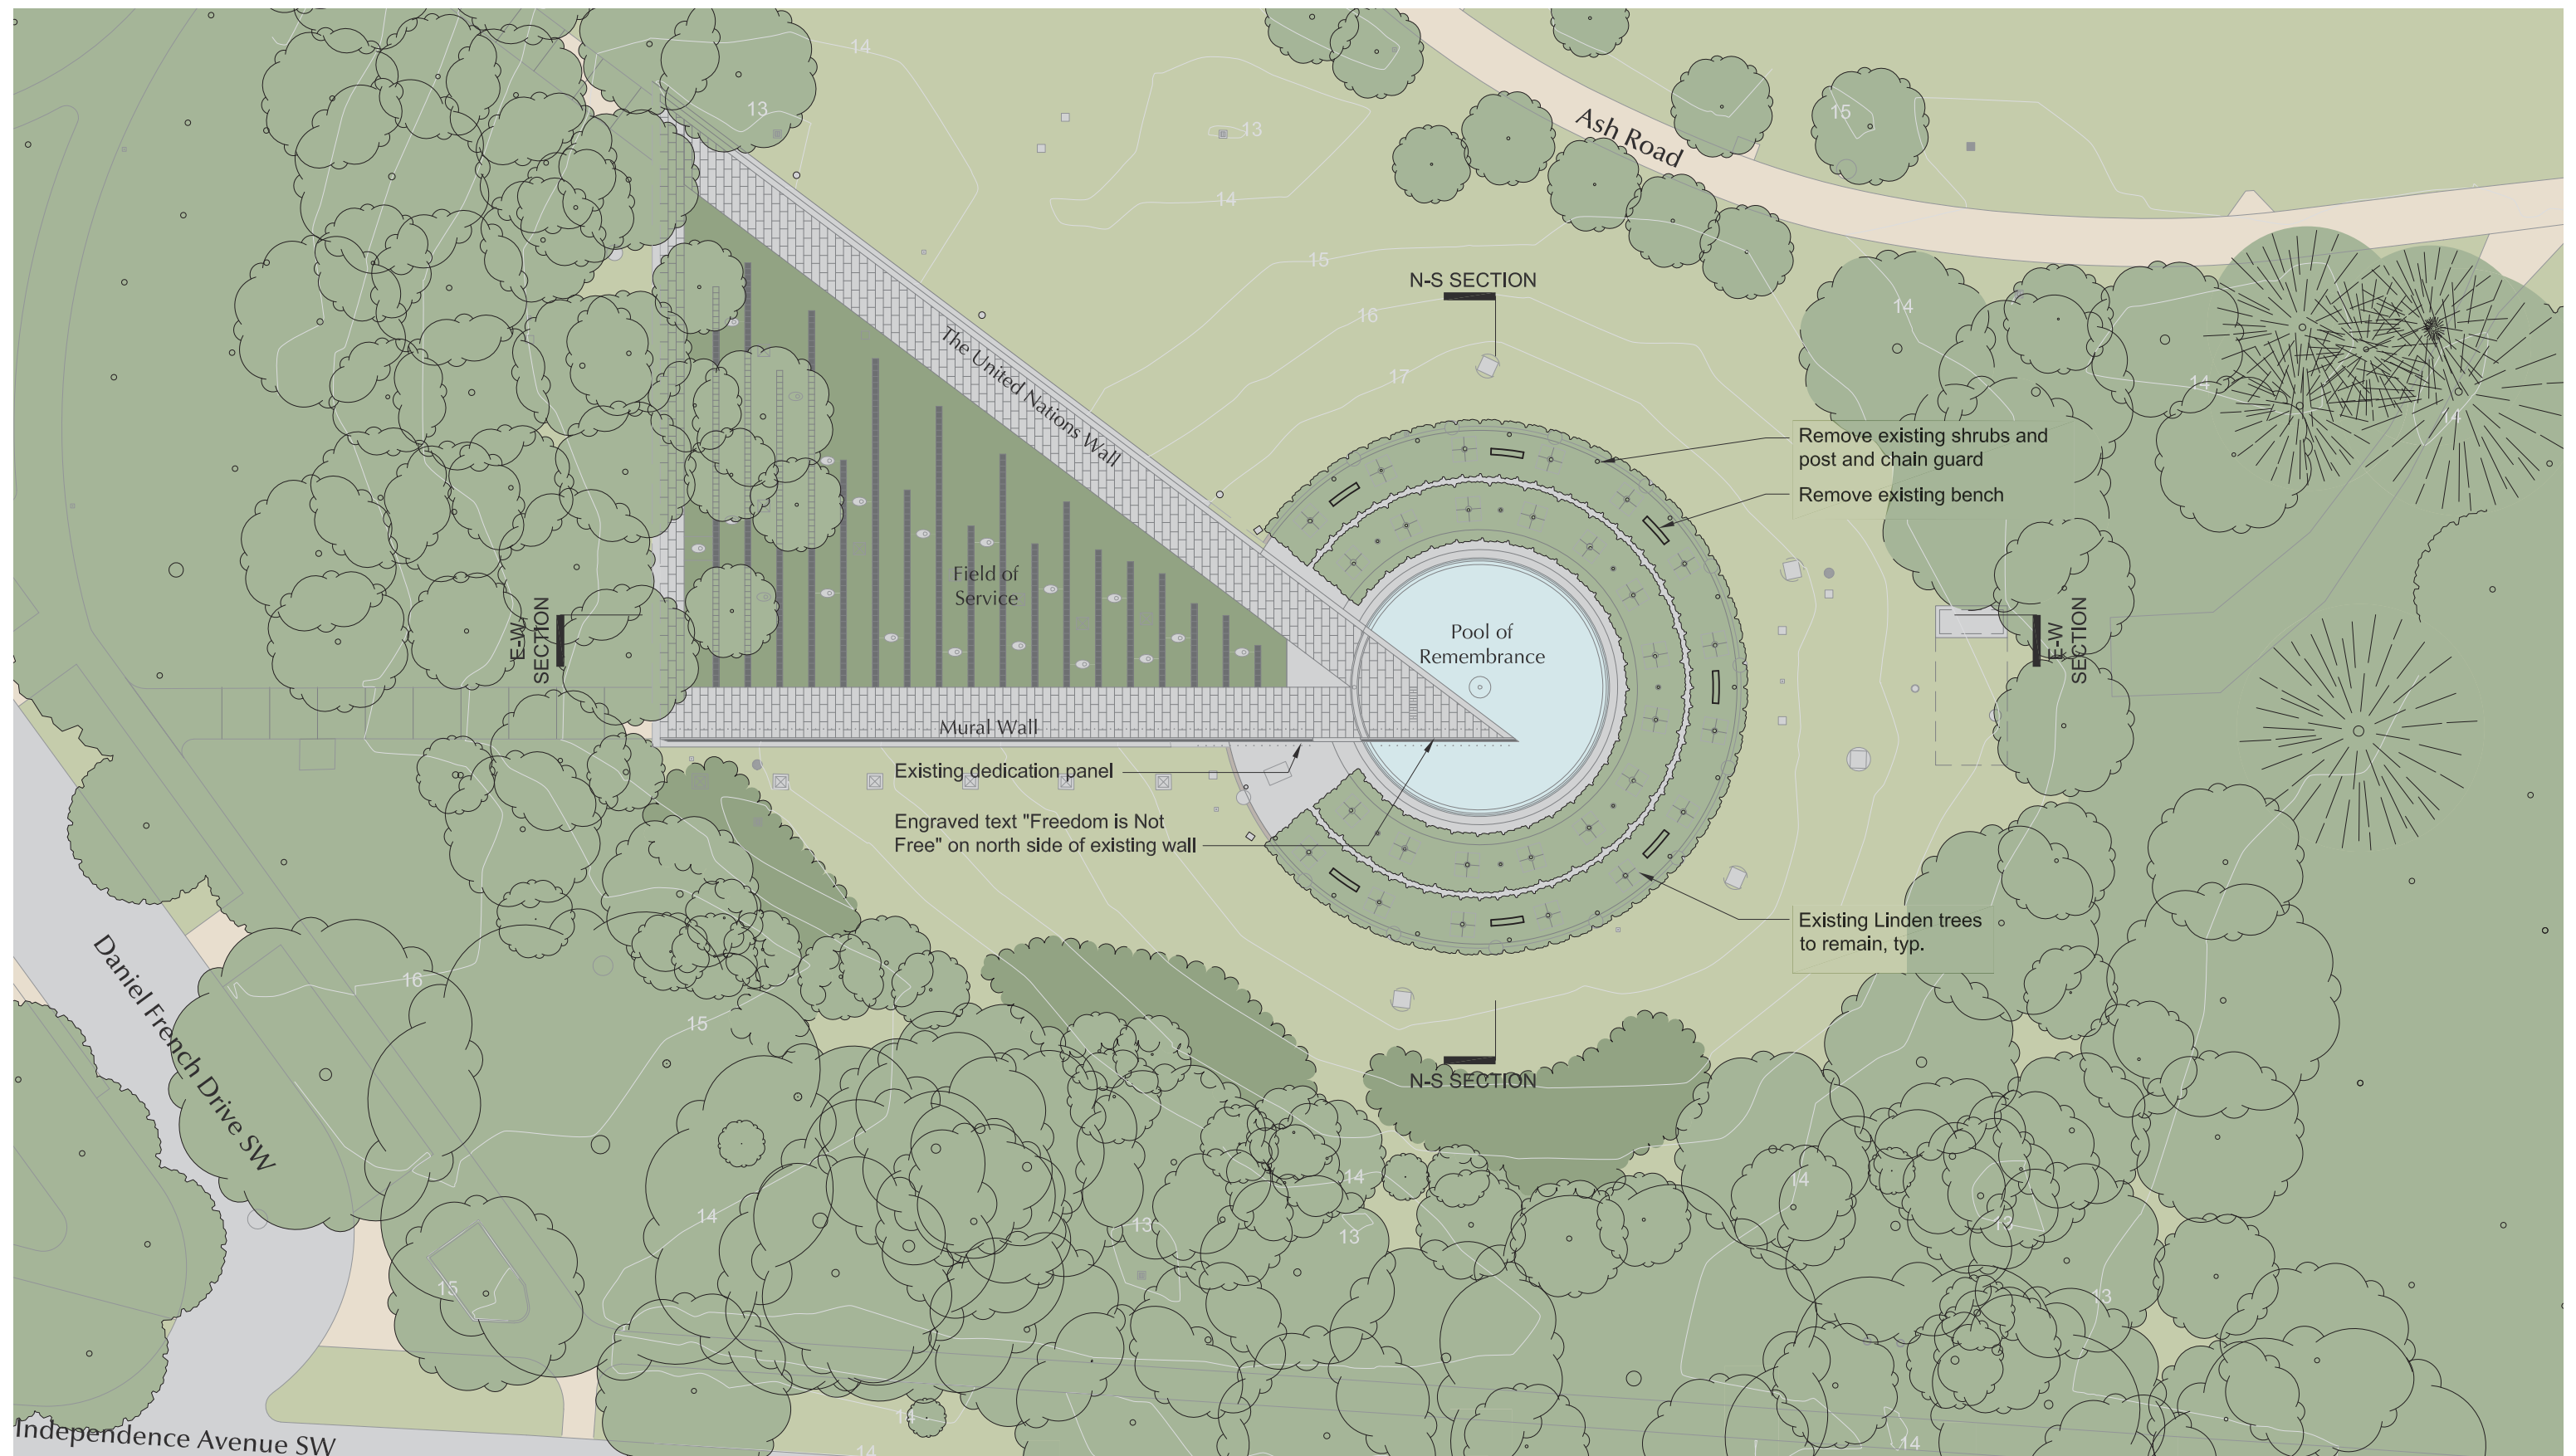 14
13
15
Ash Road
13
14
15
N-S SECTION
16
14
17
14
14
The United Nations Wall
Remove existing shrubs and
post and chain guard
Remove existing bench
Field of
Service
E-W
SECTION
Pool of
Remembrance
E-W
SECTION
Mural Wall
Existing dedication panel
Engraved text "Freedom is Not
Free" on north side of existing wall
Existing Linden trees
to remain, typ.
Daniel French Drive SW
16
15
N-S SECTION
14
14
14
13
13
13
15
13
14
14
14
Independence Avenue SW